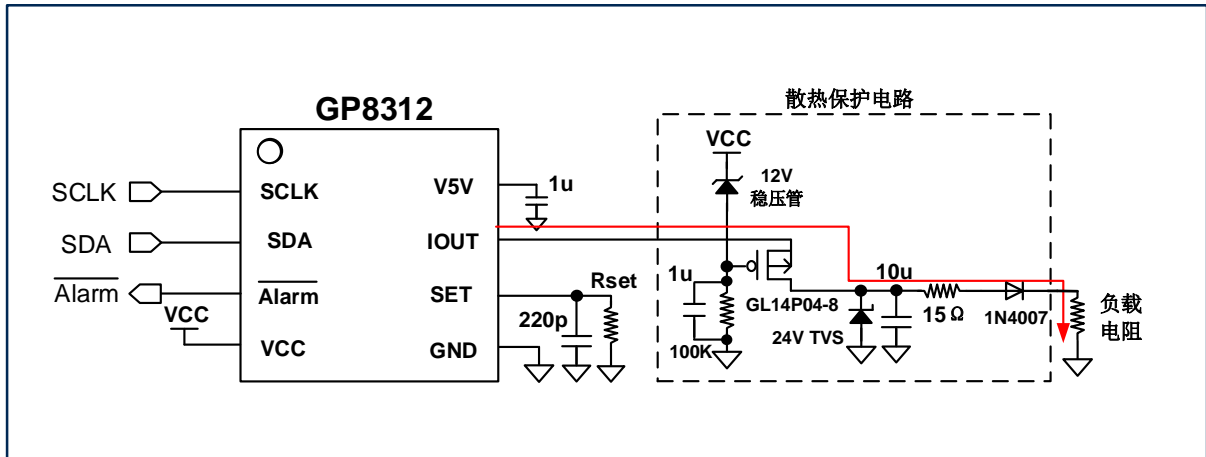 GP8312
散热保护电路
SCLK
SDA
Alarm
VCC
SCLK
SDA
Alarm
VCC
V5V
IOUT
SET
GND
1u
Rset
220p
VCC
12V
稳压管
1u
100K
GL14P04-8
24V TVS
10u
15Ω
1N4007
负载
电阻